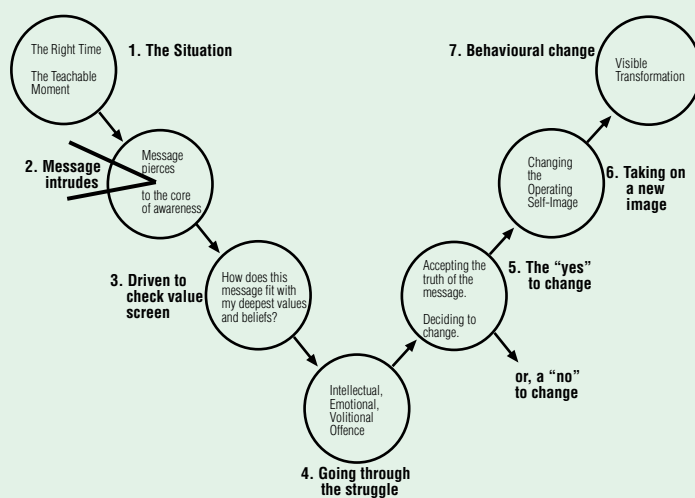 The Right Time
The Teachable
Moment
1. The Situation
2. Message
intrudes
Message
pierces
to the core
of awareness
3. Driven to
check value
screen
How does this
message fit with
my deepest values
and beliefs?
Intellectual,
Emotional,
Volitional
Offence
4. Going through
the struggle
Accepting the
truth of the
message.
Deciding to
change.
5. The “yes”
to change
or, a “no”
to change
Changing
the
Operating
Self-Image
6. Taking on
a new
image
7. Behavioural change
Visible
Transformation